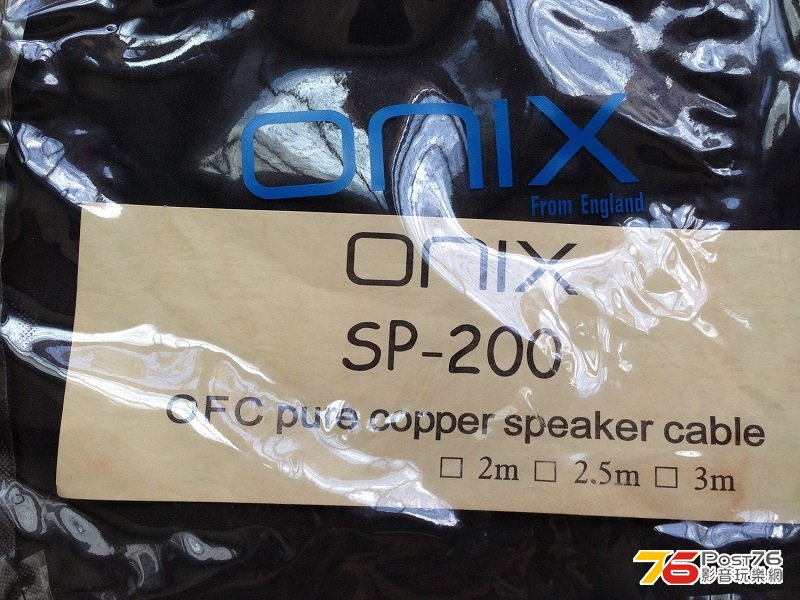 onix
From England
onix
SP-200
OFC pure copper speaker cable
☐ 2m ☐ 2.5m ☐ 3m
76 Post76
影音玩樂網